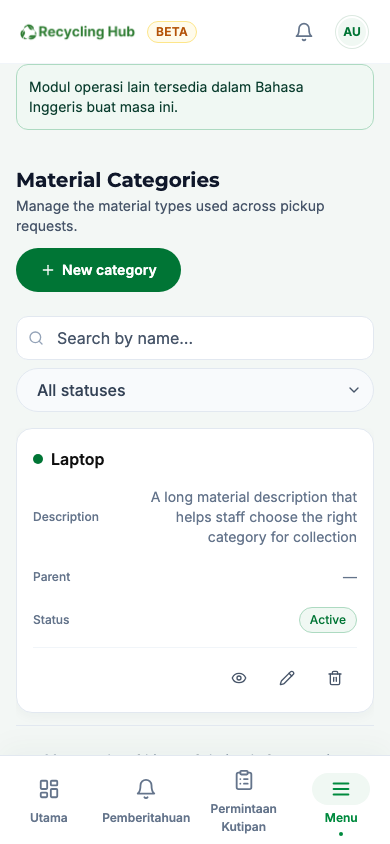 Recycling Hub
BETA
AU
Modul operasi lain tersedia dalam Bahasa
Inggeris buat masa ini.
Material Categories
Manage the material types used across pickup
requests.
+ New category
Search by name...
All statuses
Laptop
Description
A long material description that
helps staff choose the right
category for collection
Parent
—
Status
Active
Utama
Pemberitahuan
Permintaan
Kutipan
Menu